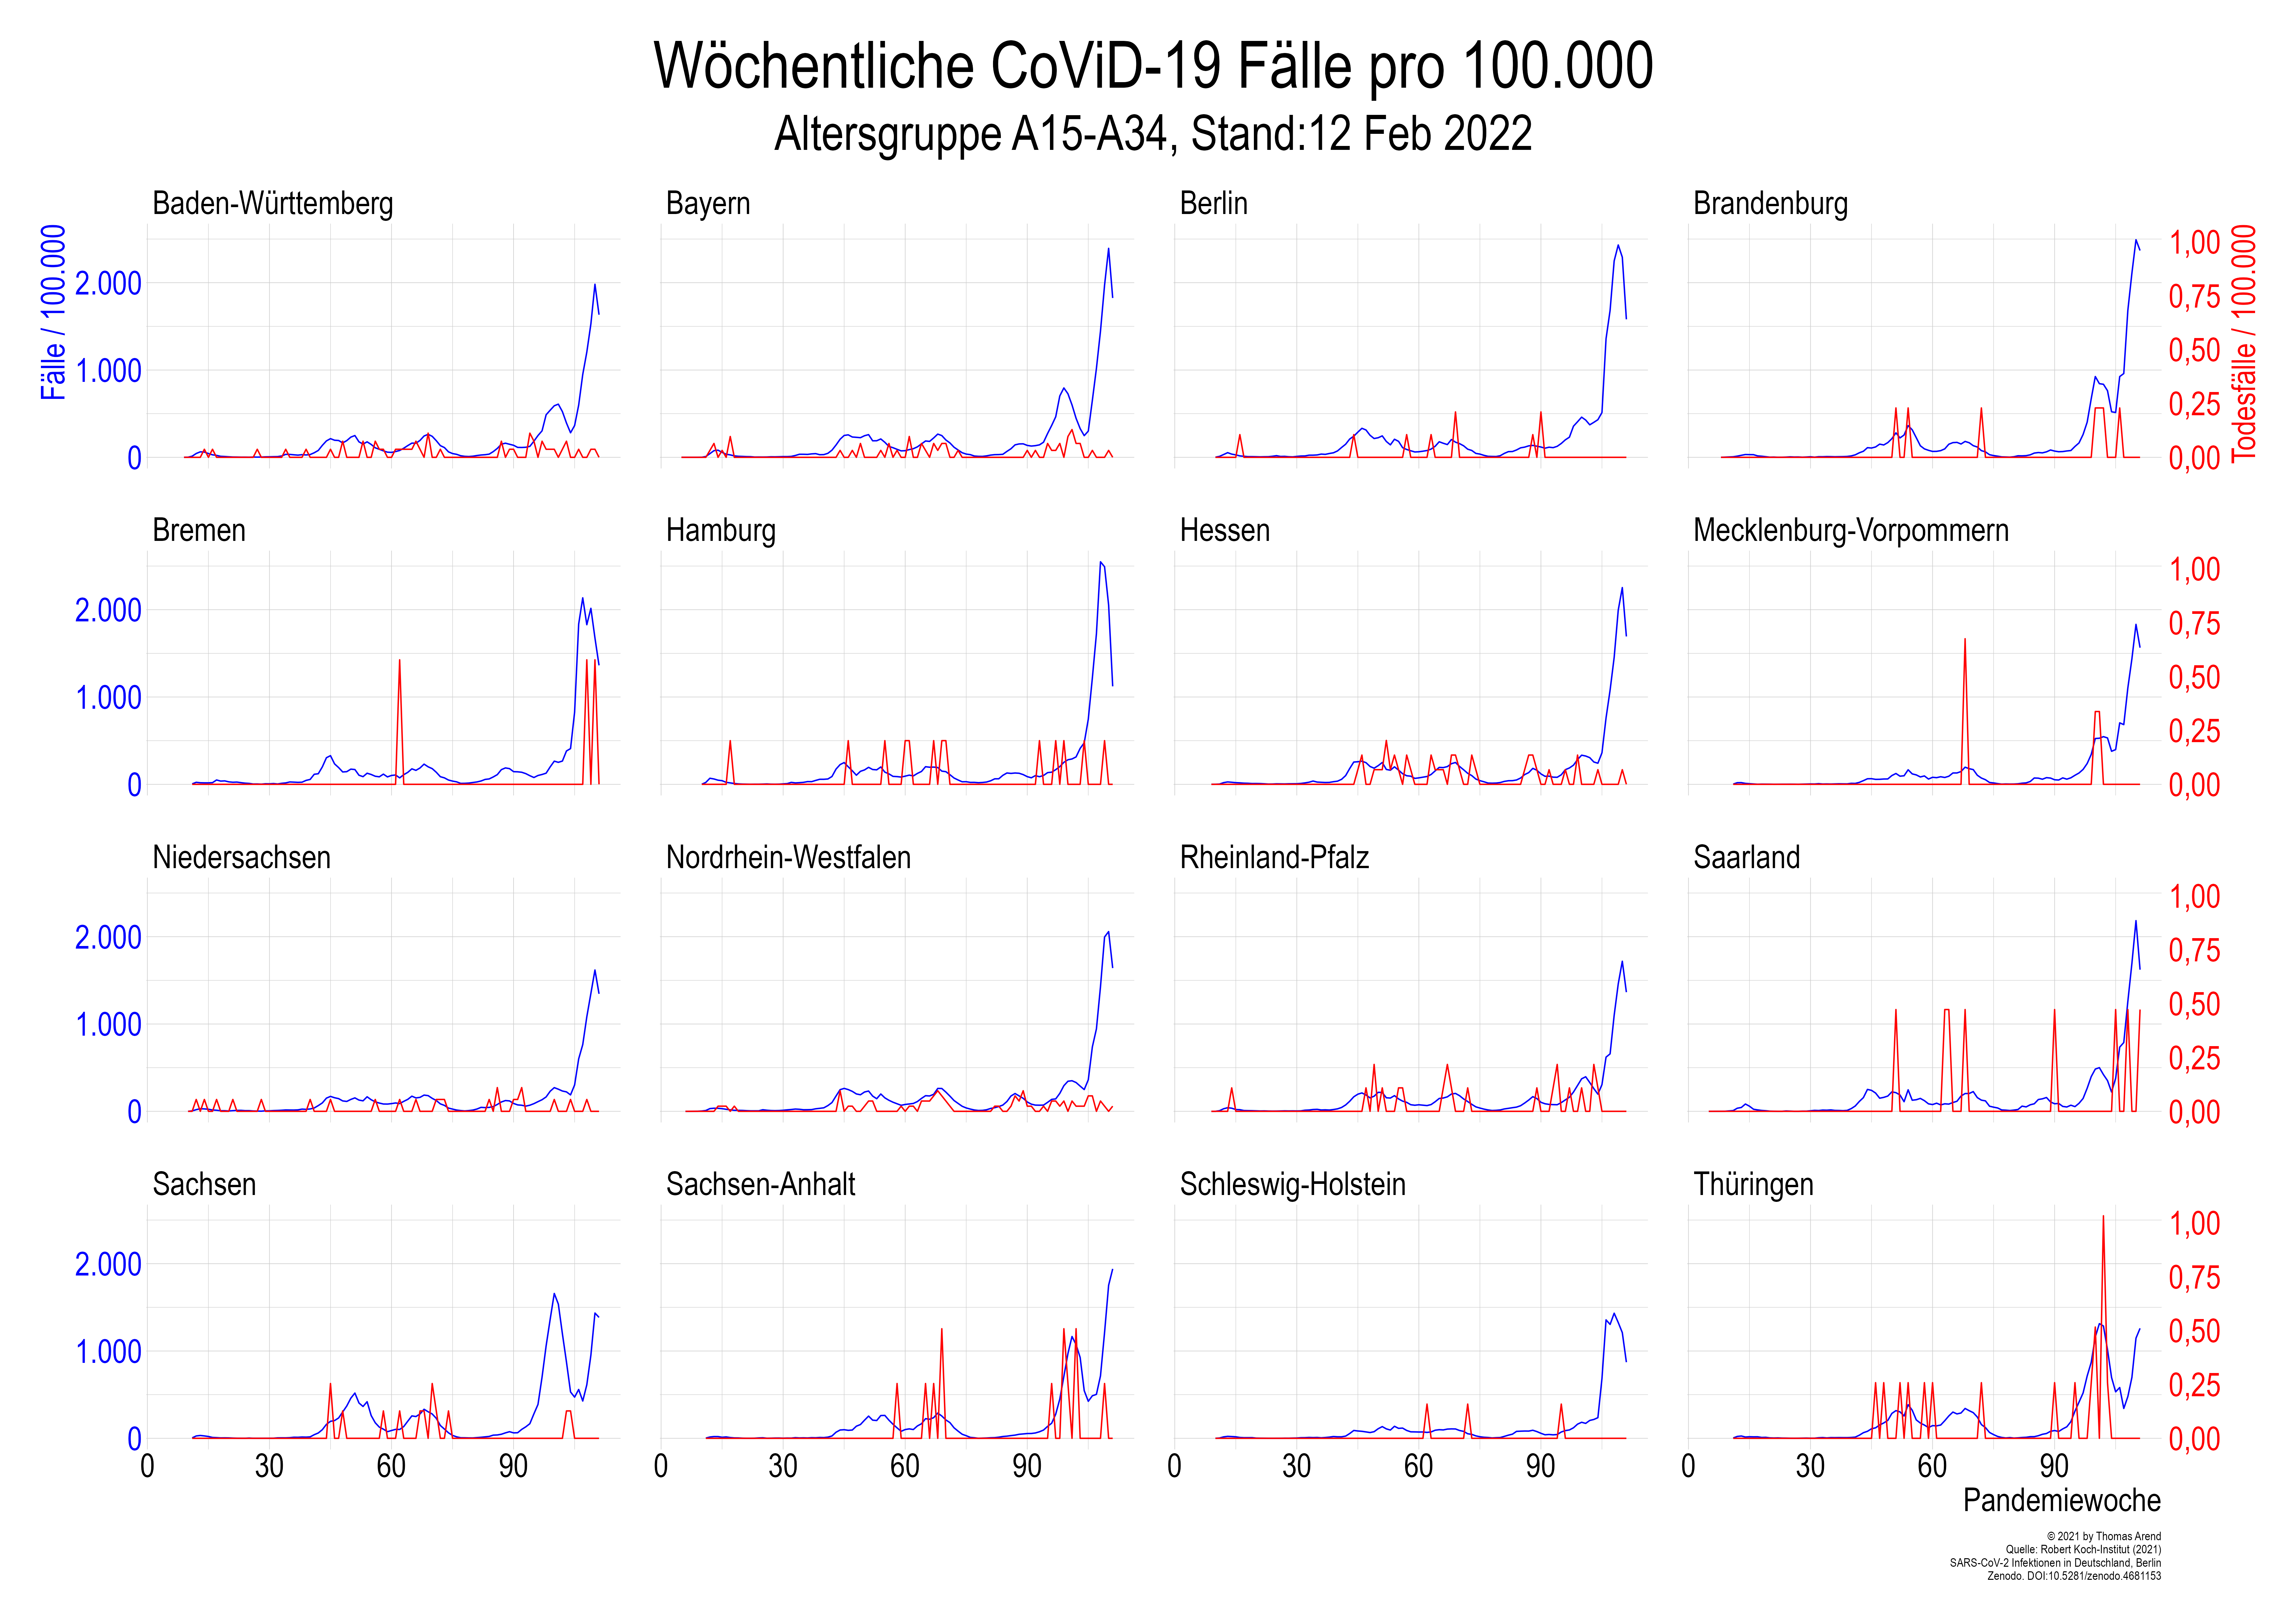 Wöchentliche CoViD-19 Fälle pro 100.000
Altersgruppe A15-A34, Stand:12 Feb 2022
Baden-Württemberg
Bayern
Berlin
Brandenburg
Fälle / 100.000
2.000
1.000
0
1,00
0,75
0,50
0,25
0,00
Todesfälle / 100.000
Bremen
Hamburg
Hessen
Mecklenburg-Vorpommern
2.000
1.000
0
1,00
0,75
0,50
0,25
0,00
Niedersachsen
Nordrhein-Westfalen
Rheinland-Pfalz
Saarland
2.000
1.000
0
1,00
0,75
0,50
0,25
0,00
Sachsen
Sachsen-Anhalt
Schleswig-Holstein
Thüringen
2.000
1.000
0
1,00
0,75
0,50
0,25
0,00
0 30 60 90
0 30 60 90
0 30 60 90
0 30 60 90
Pandemiewoche
© 2021 by Thomas Arend
Quelle: Robert Koch-Institut (2021)
SARS-CoV-2 Infektionen in Deutschland, Berlin
Zenodo. DOI:10.5281/zenodo.4681153